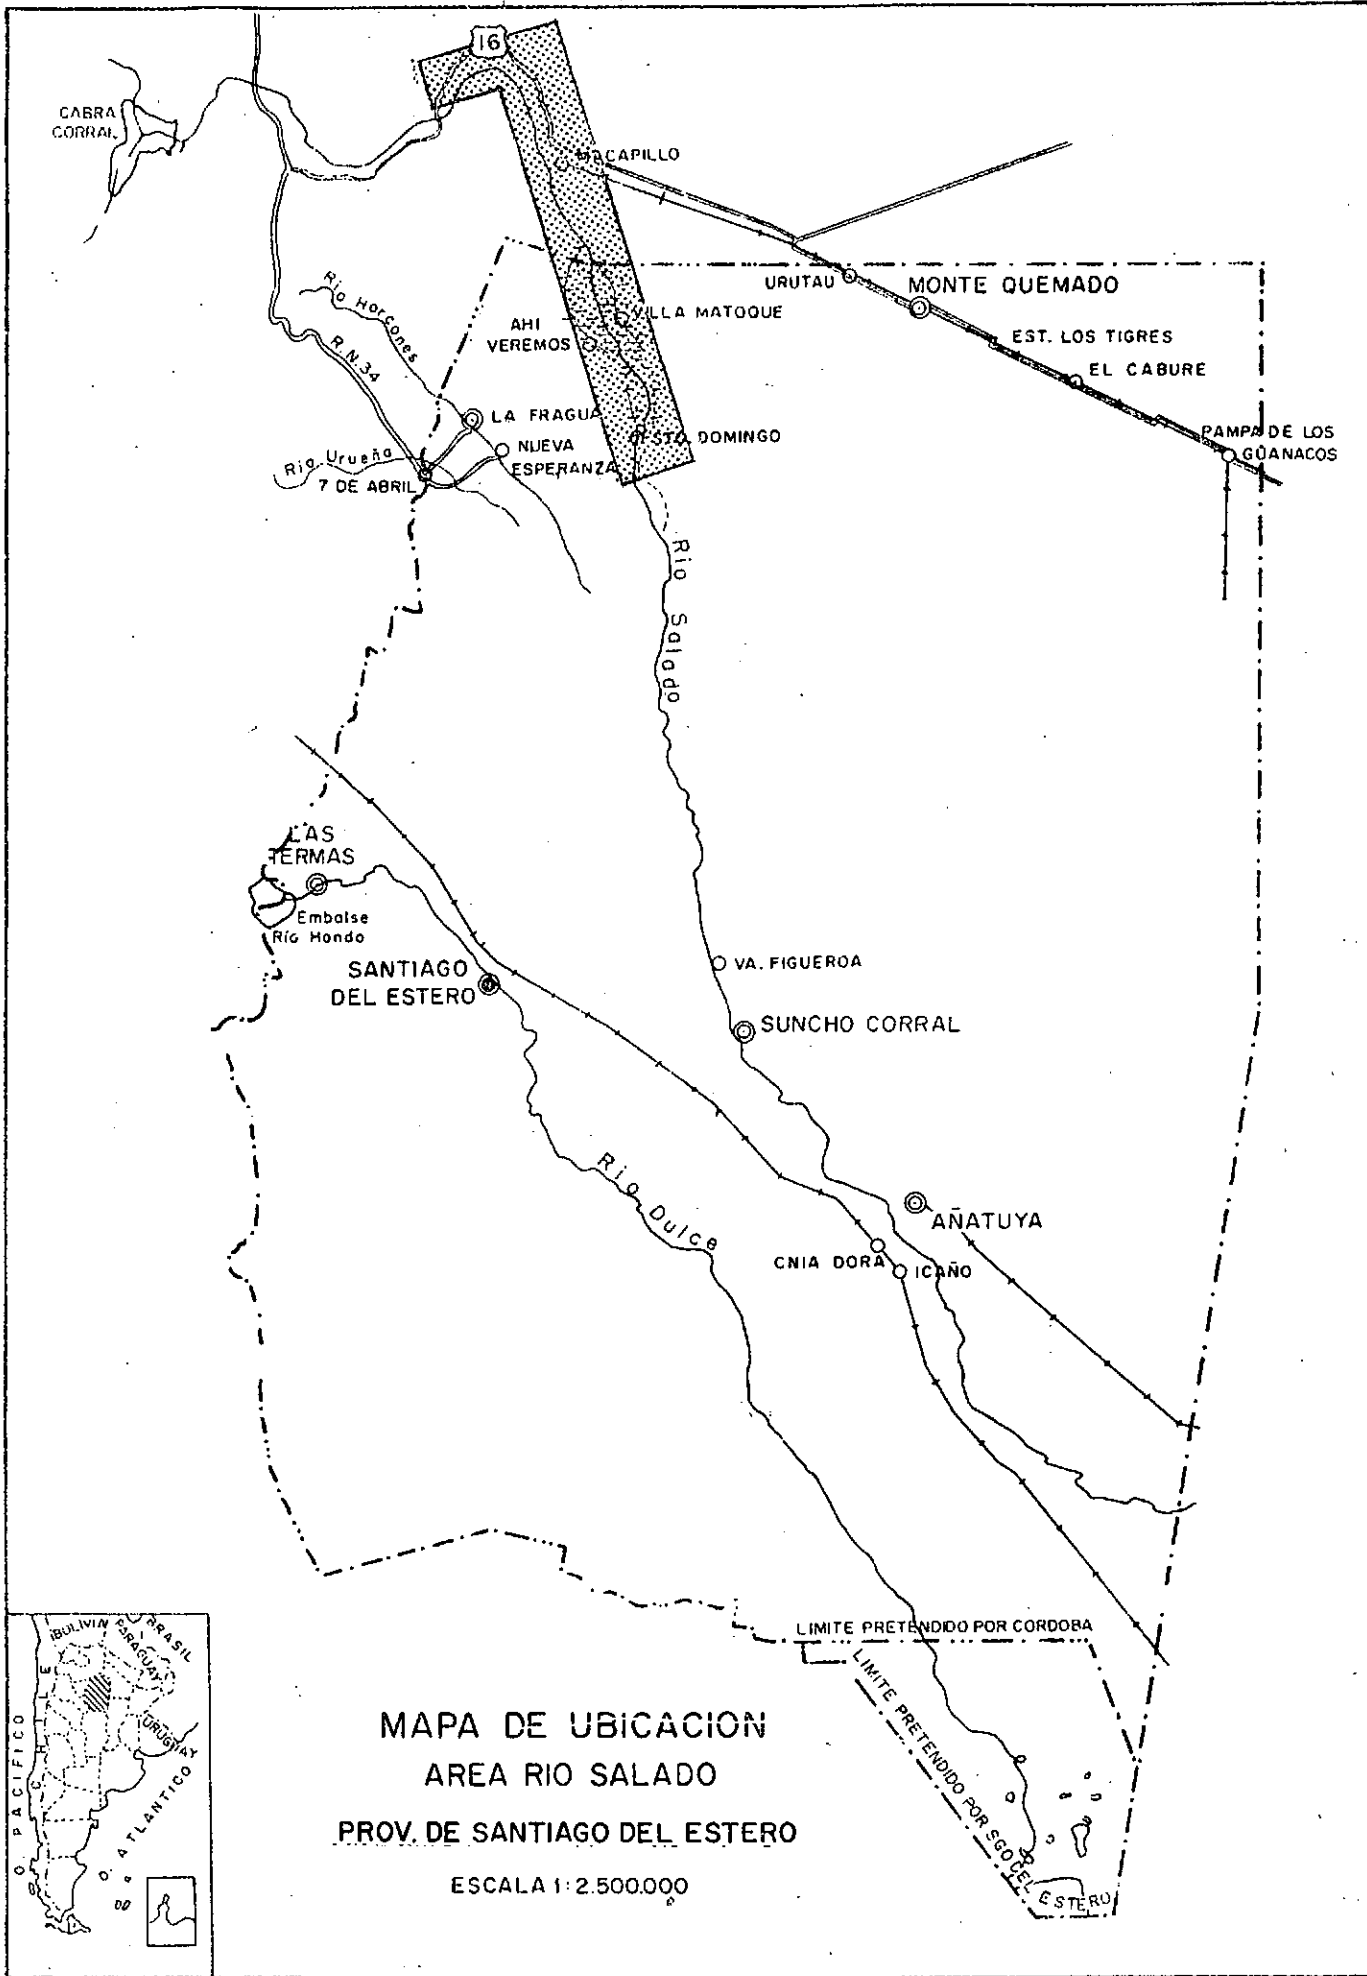 16
CABRA
CORRAL
MACAPILLO
URUTAU
MONTE QUEMADO
Rio Horcones
AHI
VEREMOS
VILLA MATOQUE
EST. LOS TIGRES
R.N.34
EL CABURE
LA FRAGUA
STO. DOMINGO
PAMPA DE LOS
GUANACOS
NUEVA
ESPERANZA
Rio Urueña
7 DE ABRIL
Rio Salado
LAS
TERMAS
Embalse
Río Hondo
SANTIAGO
DEL ESTERO
VA. FIGUEROA
SUNCHO CORRAL
Rio Dulce
AÑATUYA
CNIA DORA
ICAÑO
LIMITE PRETENDIDO POR CORDOBA
LIMITE PRETENDIDO POR SGO DEL ESTERO
BOLIVIA
PARAGUAY
BRASIL
URUGUAY
CHILE
O. PACIFICO
O. ATLANTICO
MAPA DE UBICACION
AREA RIO SALADO
PROV. DE SANTIAGO DEL ESTERO
ESCALA 1:2.500.000